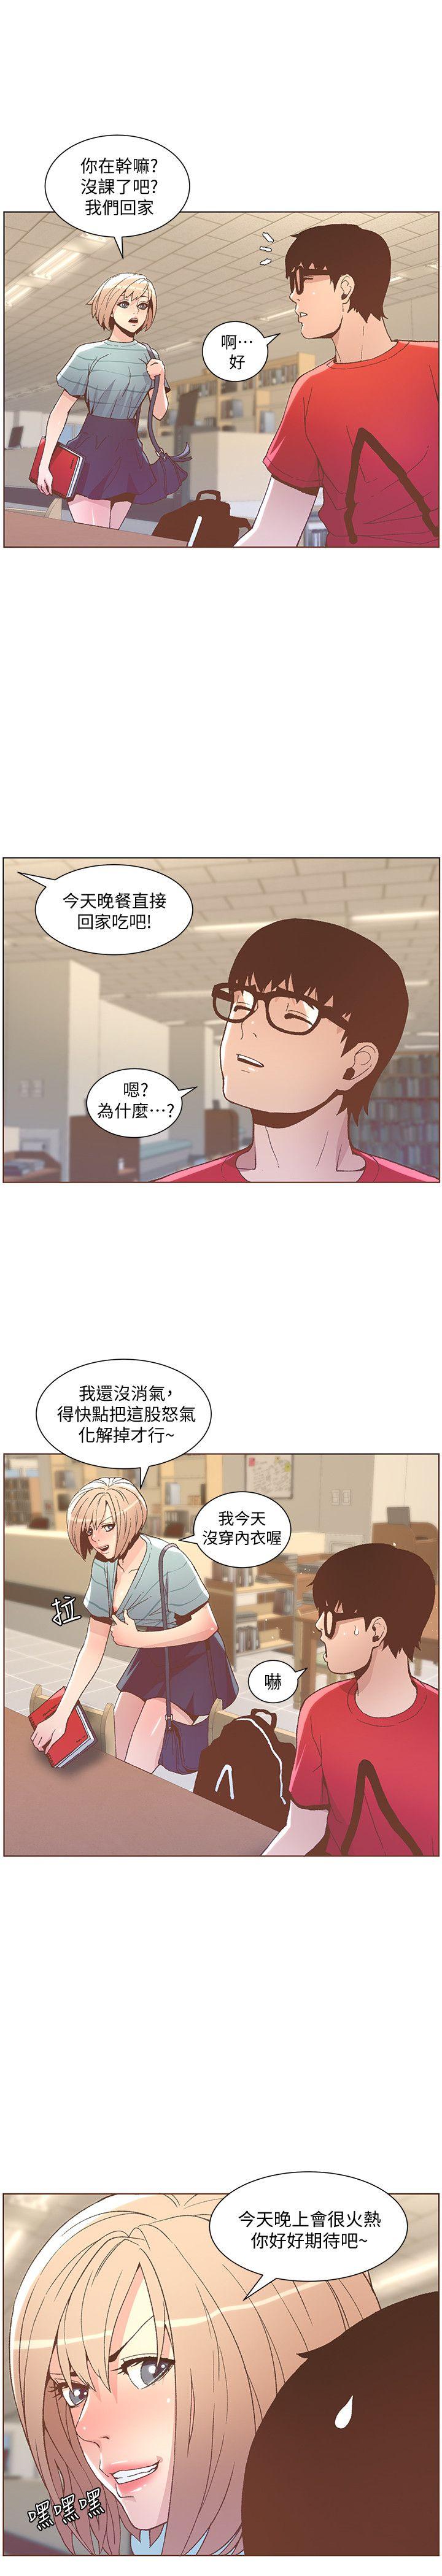 你在幹嘛?
沒課了吧?
我們回家
啊⋯
好
今天晚餐直接
回家吃吧!
嗯?
為什麼⋯?
我還沒消氣，
得快點把這股怒氣
化解掉才行~
我今天
沒穿內衣喔
拉
嚇
今天晚上會很火熱
你好好期待吧~
嘿嘿嘿